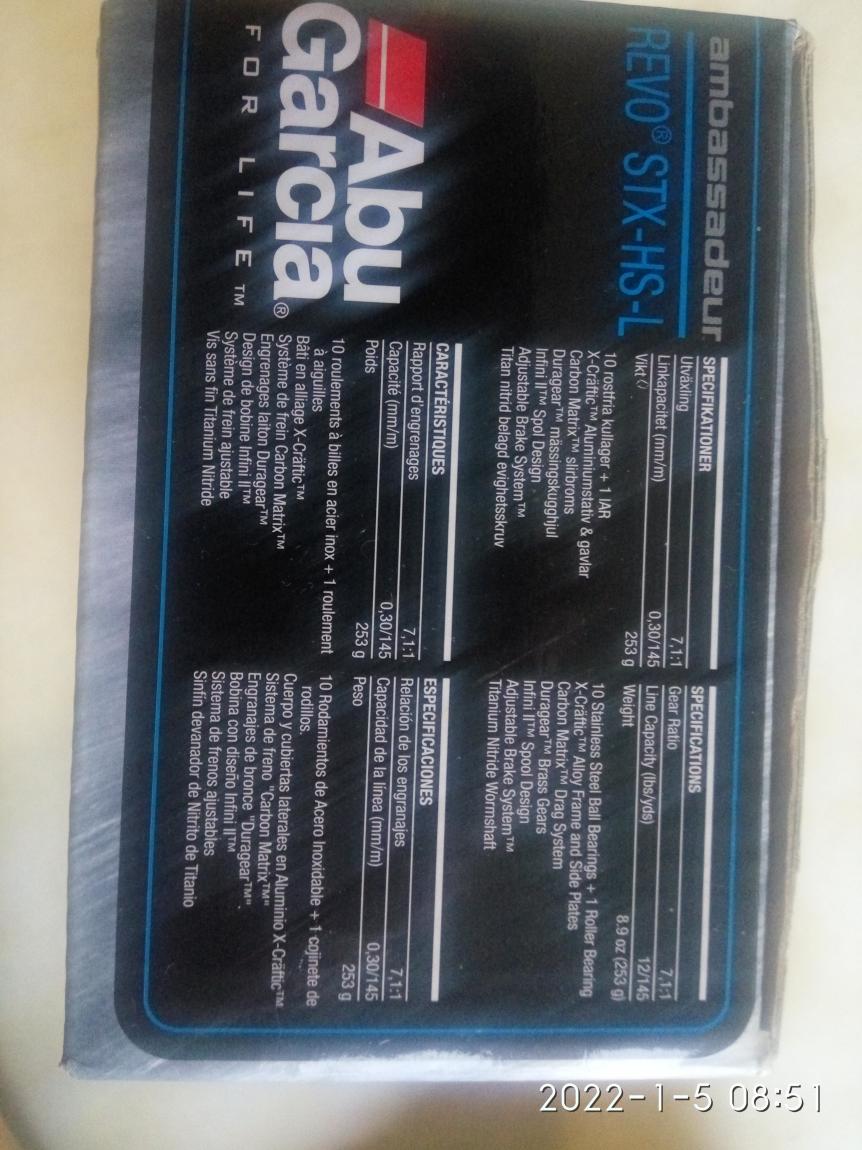 ambassadeur
REVO® STX-HS-L
Abu
Garcia®
FOR LIFE™
SPECIFIKATIONER
Utväxling 7,1:1
Linkapacitet (mm/m) 0,30/145
Vikt 253 g
10 rostfria kullager + 1 IAR
X-Cräftic™ Aluminiumstativ & gavlar
Carbon Matrix™ slirbroms
Duragear™ mässingskugghjul
Infini II™ Spol Design
Adjustable Brake System™
Titan nitrid belagd evighetsskruv
SPECIFICATIONS
Gear Ratio 7,1:1
Line Capacity (lbs/yds) 12/145
Weight 8.9 oz (253 g)
10 Stainless Steel Ball Bearings + 1 Roller Bearing
X-Cräftic™ Alloy Frame and Side Plates
Carbon Matrix™ Drag System
Duragear™ Brass Gears
Infini II™ Spool Design
Adjustable Brake System™
Titanium Nitride Wormshaft
CARACTÉRISTIQUES
Rapport d'engrenages 7,1:1
Capacité (mm/m) 0,30/145
Poids 253 g
10 roulements à billes en acier inox + 1 roulement
à aiguilles
Bâti en alliage X-Cräftic™
Système de frein Carbon Matrix™
Engrenages laiton Duragear™
Design de bobine Infini II™
Système de frein ajustable
Vis sans fin Titanium Nitride
ESPECIFICACIONES
Relación de los engranajes 7,1:1
Capacidad de la línea (mm/m) 0,30/145
Peso 253 g
10 Rodamientos de Acero Inoxidable + 1 cojinete de
rodillos.
Cuerpo y cubiertas laterales en Aluminio X-Cräftic™
Sistema de freno "Carbon Matrix™"
Engranajes de bronce "Duragear™".
Bobina con diseño Infini II™
Sistema de frenos ajustables
Sinfín devanador de Nitrito de Titanio
2022-1-5 08:51